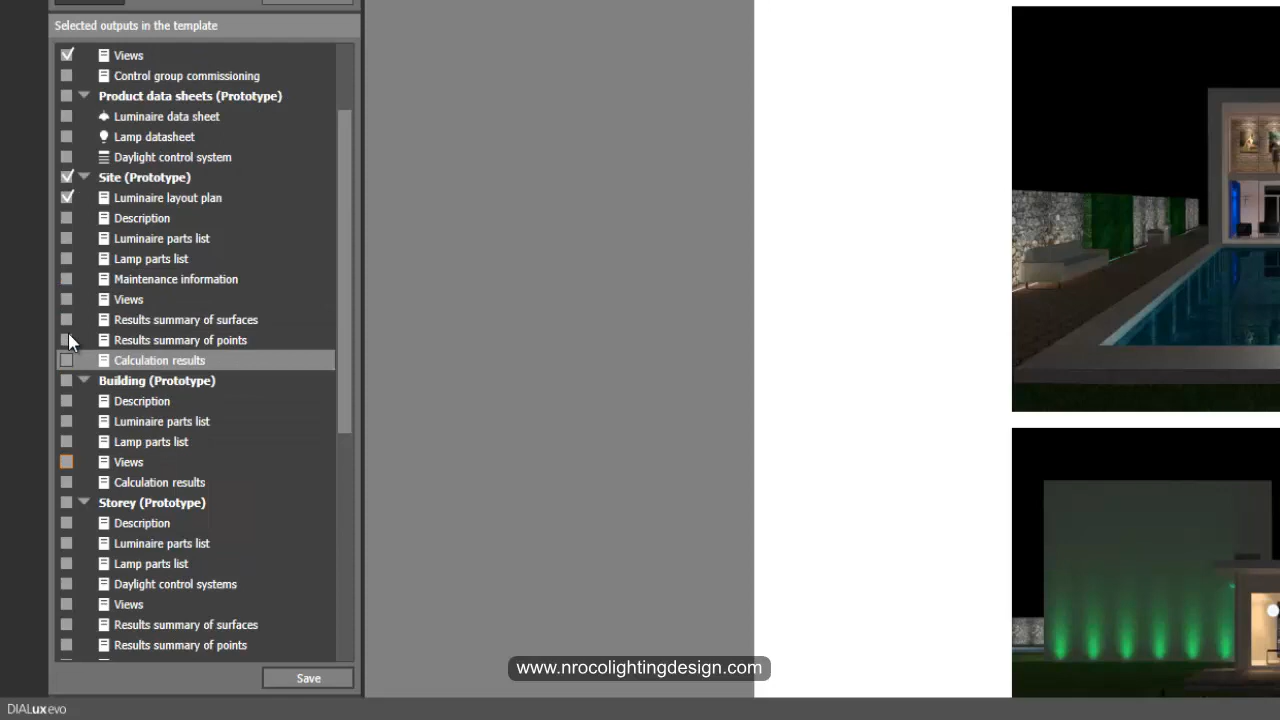 Selected outputs in the template
Views
Control group commissioning
Product data sheets (Prototype)
Luminaire data sheet
Lamp datasheet
Daylight control system
Site (Prototype)
Luminaire layout plan
Description
Luminaire parts list
Lamp parts list
Maintenance information
Views
Results summary of surfaces
Results summary of points
Calculation results
Building (Prototype)
Description
Luminaire parts list
Lamp parts list
Views
Calculation results
Storey (Prototype)
Description
Luminaire parts list
Lamp parts list
Daylight control systems
Views
Results summary of surfaces
Results summary of points
Save
www.nrocolightingdesign.com
DIALux evo